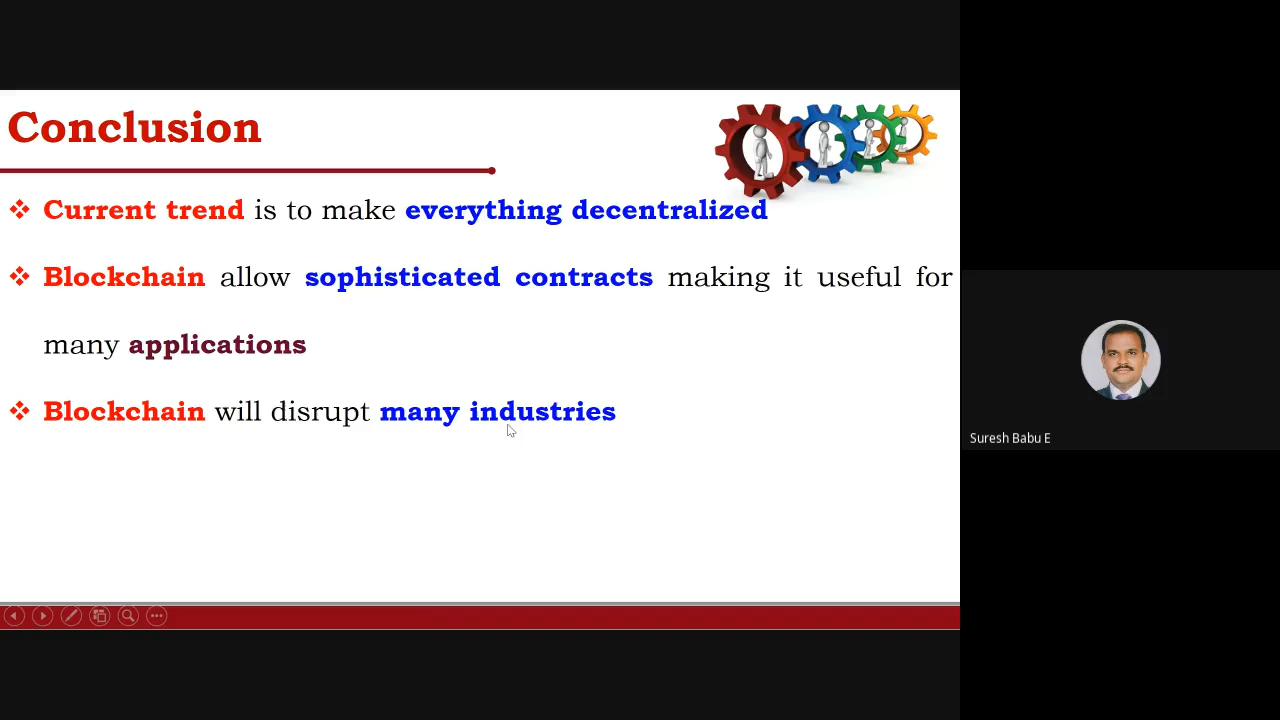 Conclusion
Current trend is to make everything decentralized
Blockchain allow sophisticated contracts making it useful for
many applications
Blockchain will disrupt many industries
Suresh Babu E